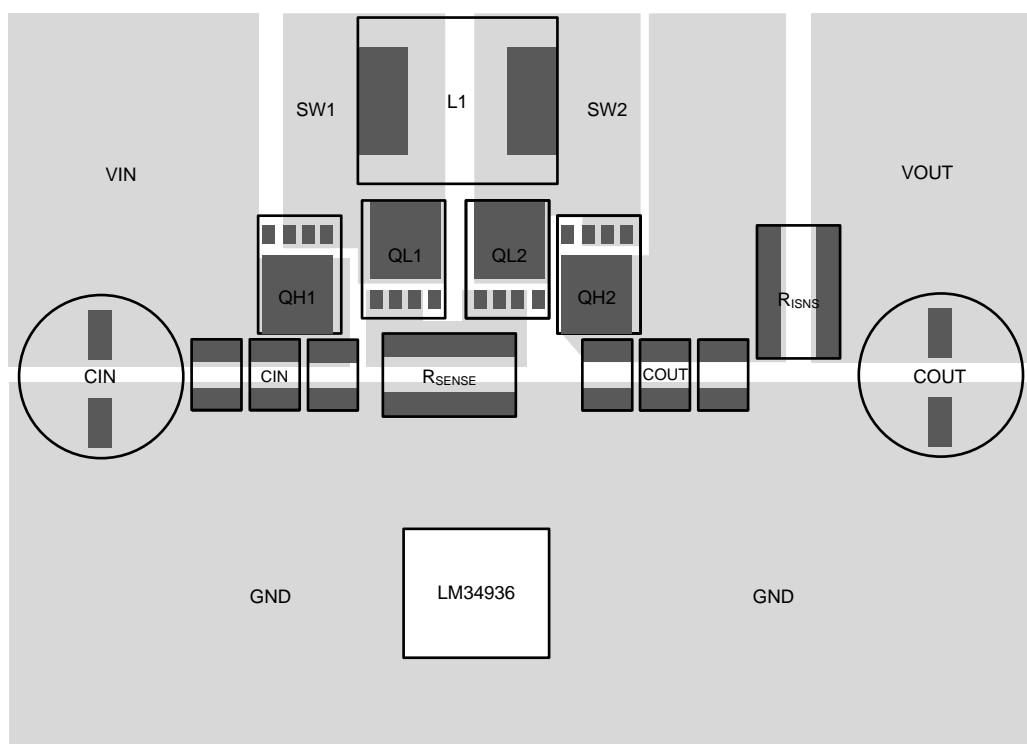 L1
SW1
SW2
VIN
VOUT
QL1
QL2
QH1
QH2
RISNS
CIN
CIN
RSENSE
COUT
COUT
LM34936
GND
GND